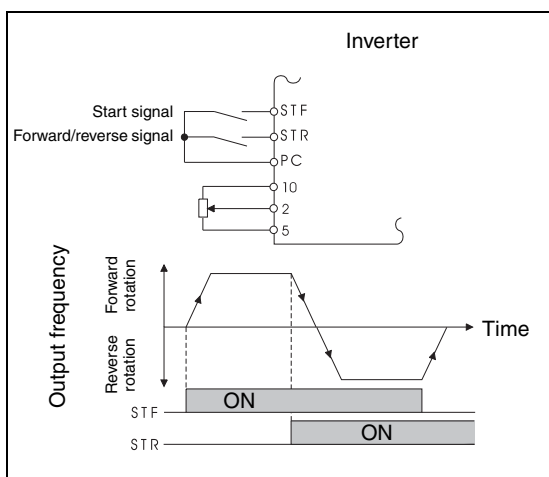 Inverter
Start signal
STF
Forward/reverse signal
STR
PC
10
2
5
Output frequency
Forward
rotation
Reverse
rotation
Time
STF
ON
STR
ON